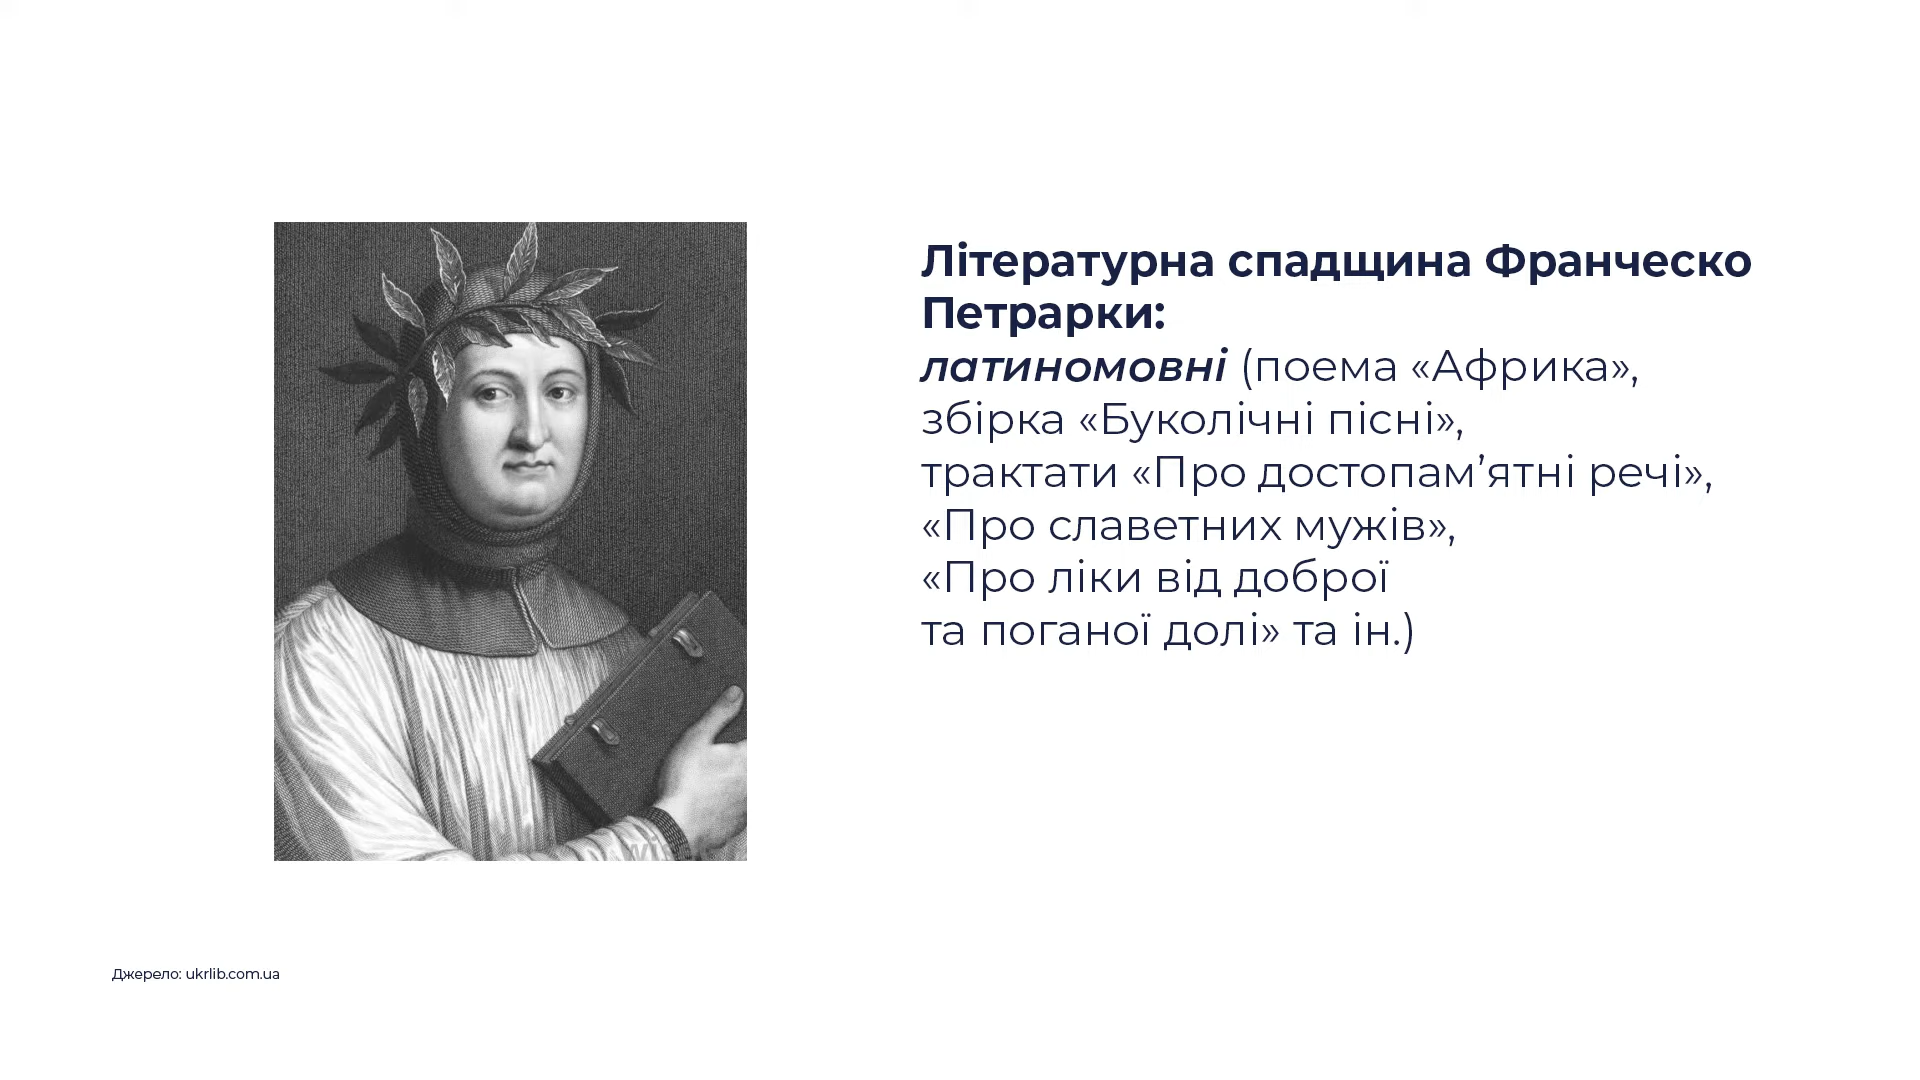 Літературна спадщина Франческо
Петрарки:
латиномовні (поема «Африка»,
збірка «Буколічні пісні»,
трактати «Про достопам’ятні речі»,
«Про славетних мужів»,
«Про ліки від доброї
та поганої долі» та ін.)
Джерело: ukrlib.com.ua